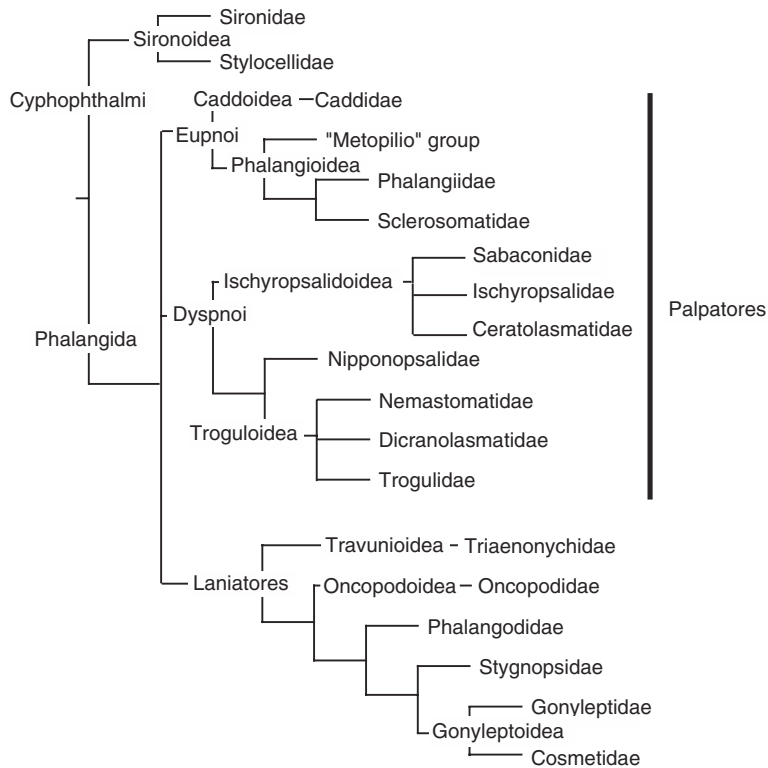 Sironidae
Sironoidea
Stylocellidae
Cyphophthalmi
Caddoidea
Caddidae
Eupnoi
"Metopilio" group
Phalangioidea
Phalangiidae
Sclerosomatidae
Sabaconidae
Ischyropsalidoidea
Ischyropsalidae
Palpatores
Dyspnoi
Ceratolasmatidae
Phalangida
Nipponopsalidae
Nemastomatidae
Troguloidea
Dicranolasmatidae
Trogulidae
Travunioidea
Triaenonychidae
Laniatores
Oncopodoidea
Oncopodidae
Phalangodidae
Stygnopsidae
Gonyleptidae
Gonyleptoidea
Cosmetidae